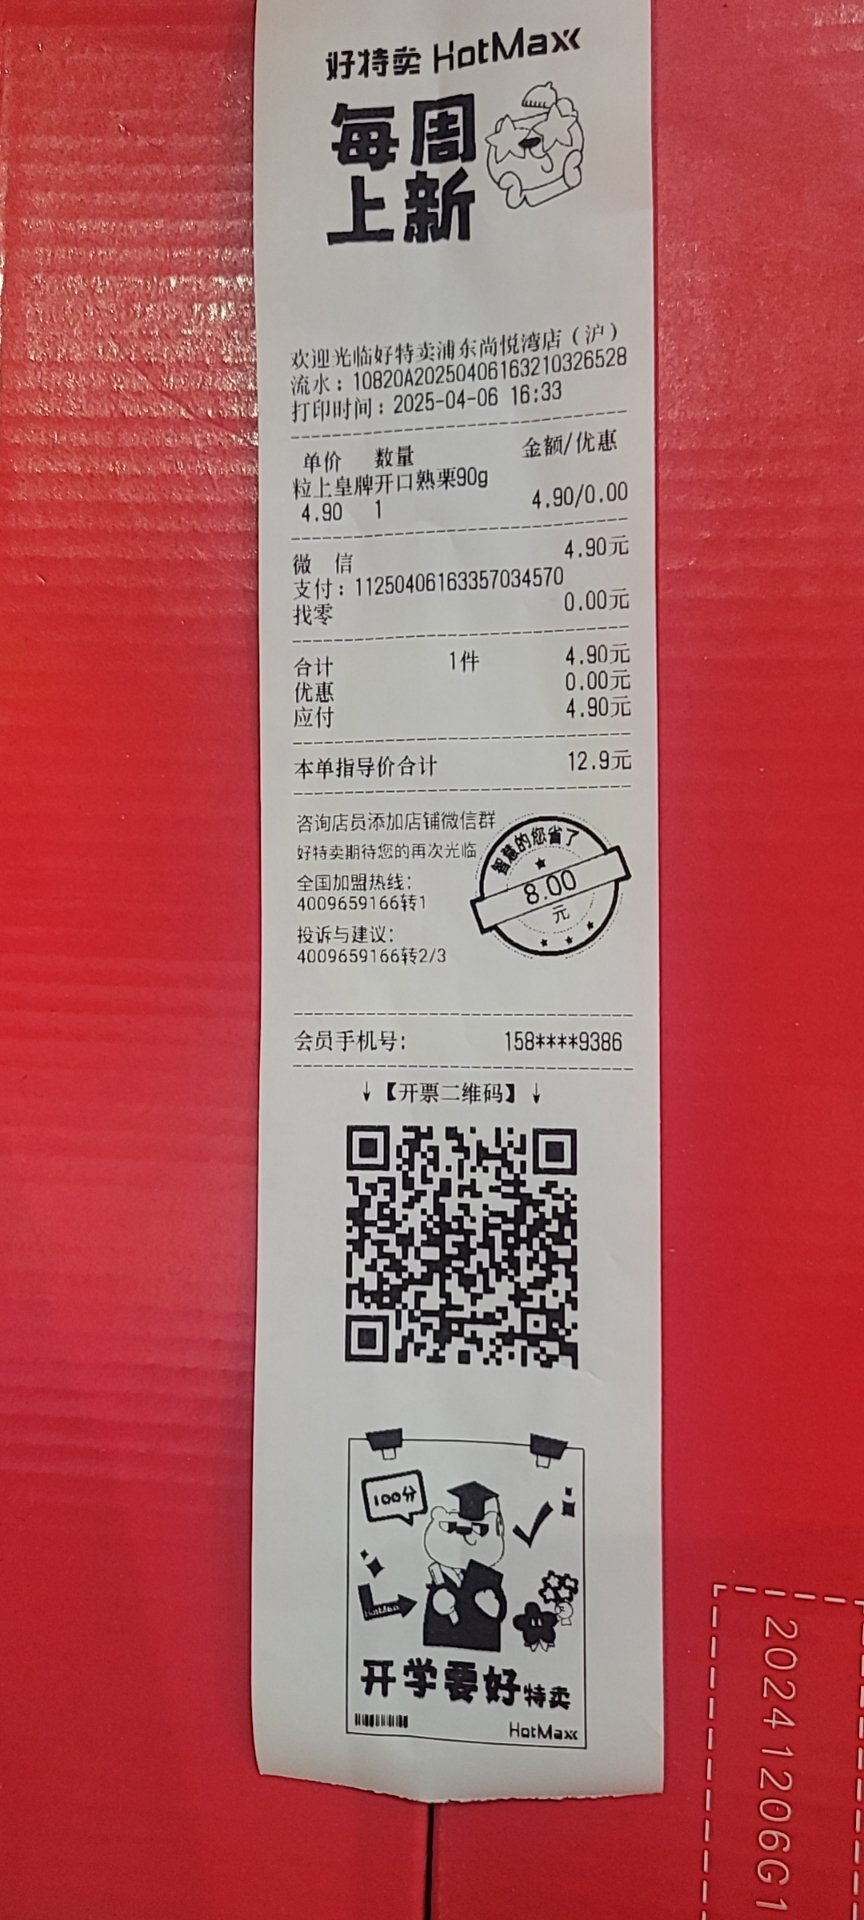 好特卖 HotMaxx
每周
上新
欢迎光临好特卖浦东尚悦湾店（沪）
流水：10820A20250406163210326528
打印时间：2025-04-06 16:33
单价 数量 金额/优惠
粒上皇牌开口熟栗90g
4.90 1 4.90/0.00
微 信 4.90元
支付：11250406163357034570
找零 0.00元
合计 1件 4.90元
优惠 0.00元
应付 4.90元
本单指导价合计 12.9元
咨询店员添加店铺微信群
好特卖期待您的再次光临
全国加盟热线：
4009659166转1
投诉与建议：
4009659166转2/3
智慧的您省了
8.00
元
会员手机号： 158****9386
↓【开票二维码】↓
100分
HotMaxx
开学要好特卖
HotMaxx
20241206G1